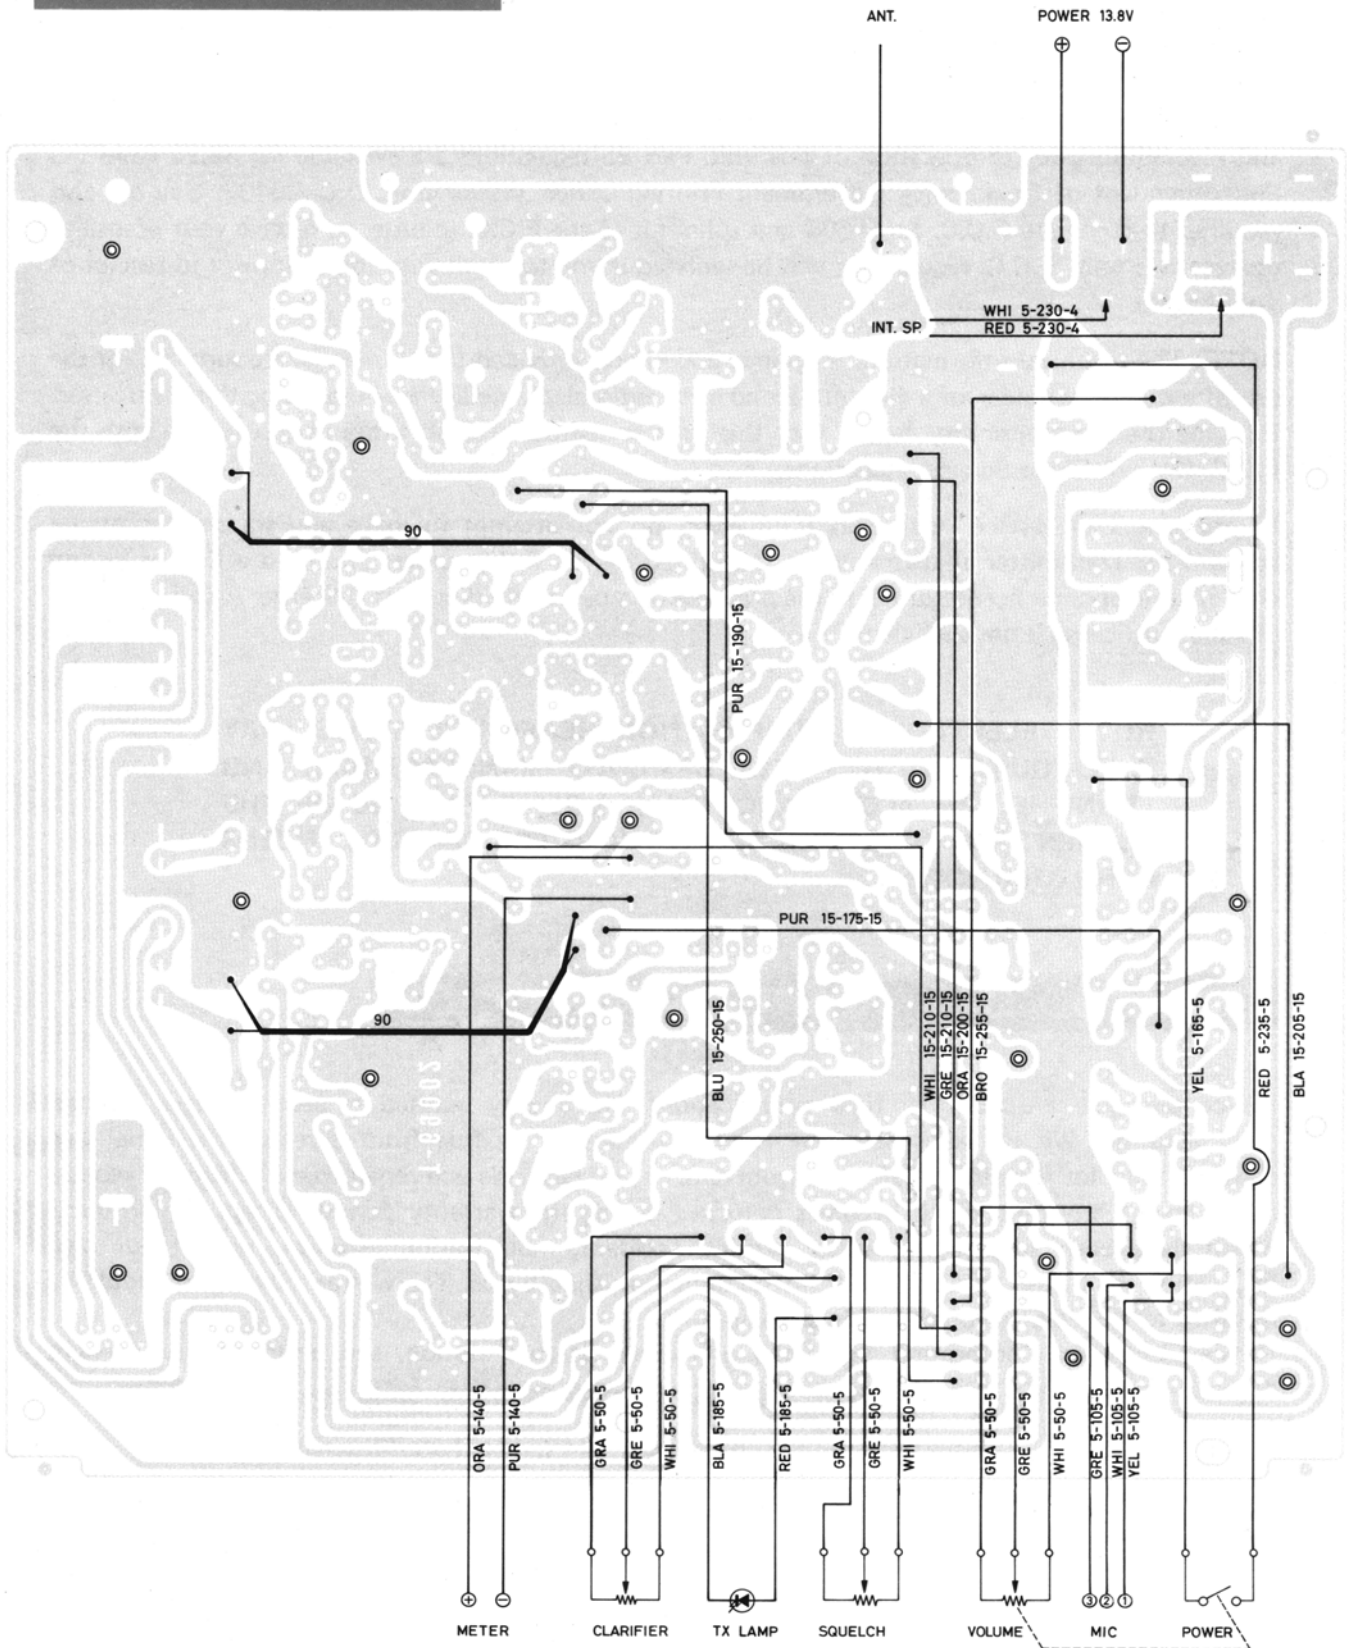 ANT.
POWER 13.8V
⊕
⊖
WHI 5-230-4
INT. SP.
RED 5-230-4
90
PUR 15-190-15
PUR 15-175-15
90
BLU 15-250-15
WHI 15-210-15
GRE 15-210-15
ORA 15-200-15
BRO 15-255-15
YEL 5-165-5
RED 5-235-5
BLA 15-205-15
T-69002
ORA 5-140-5
PUR 5-140-5
GRA 5-50-5
GRE 5-50-5
WHI 5-50-5
BLA 5-185-5
RED 5-185-5
GRA 5-50-5
GRE 5-50-5
WHI 5-50-5
GRA 5-50-5
GRE 5-50-5
WHI 5-50-5
GRE 5-105-5
WHI 5-105-5
YEL 5-105-5
⊕
⊖
③
②
①
METER
CLARIFIER
TX LAMP
SQUELCH
VOLUME
MIC
POWER